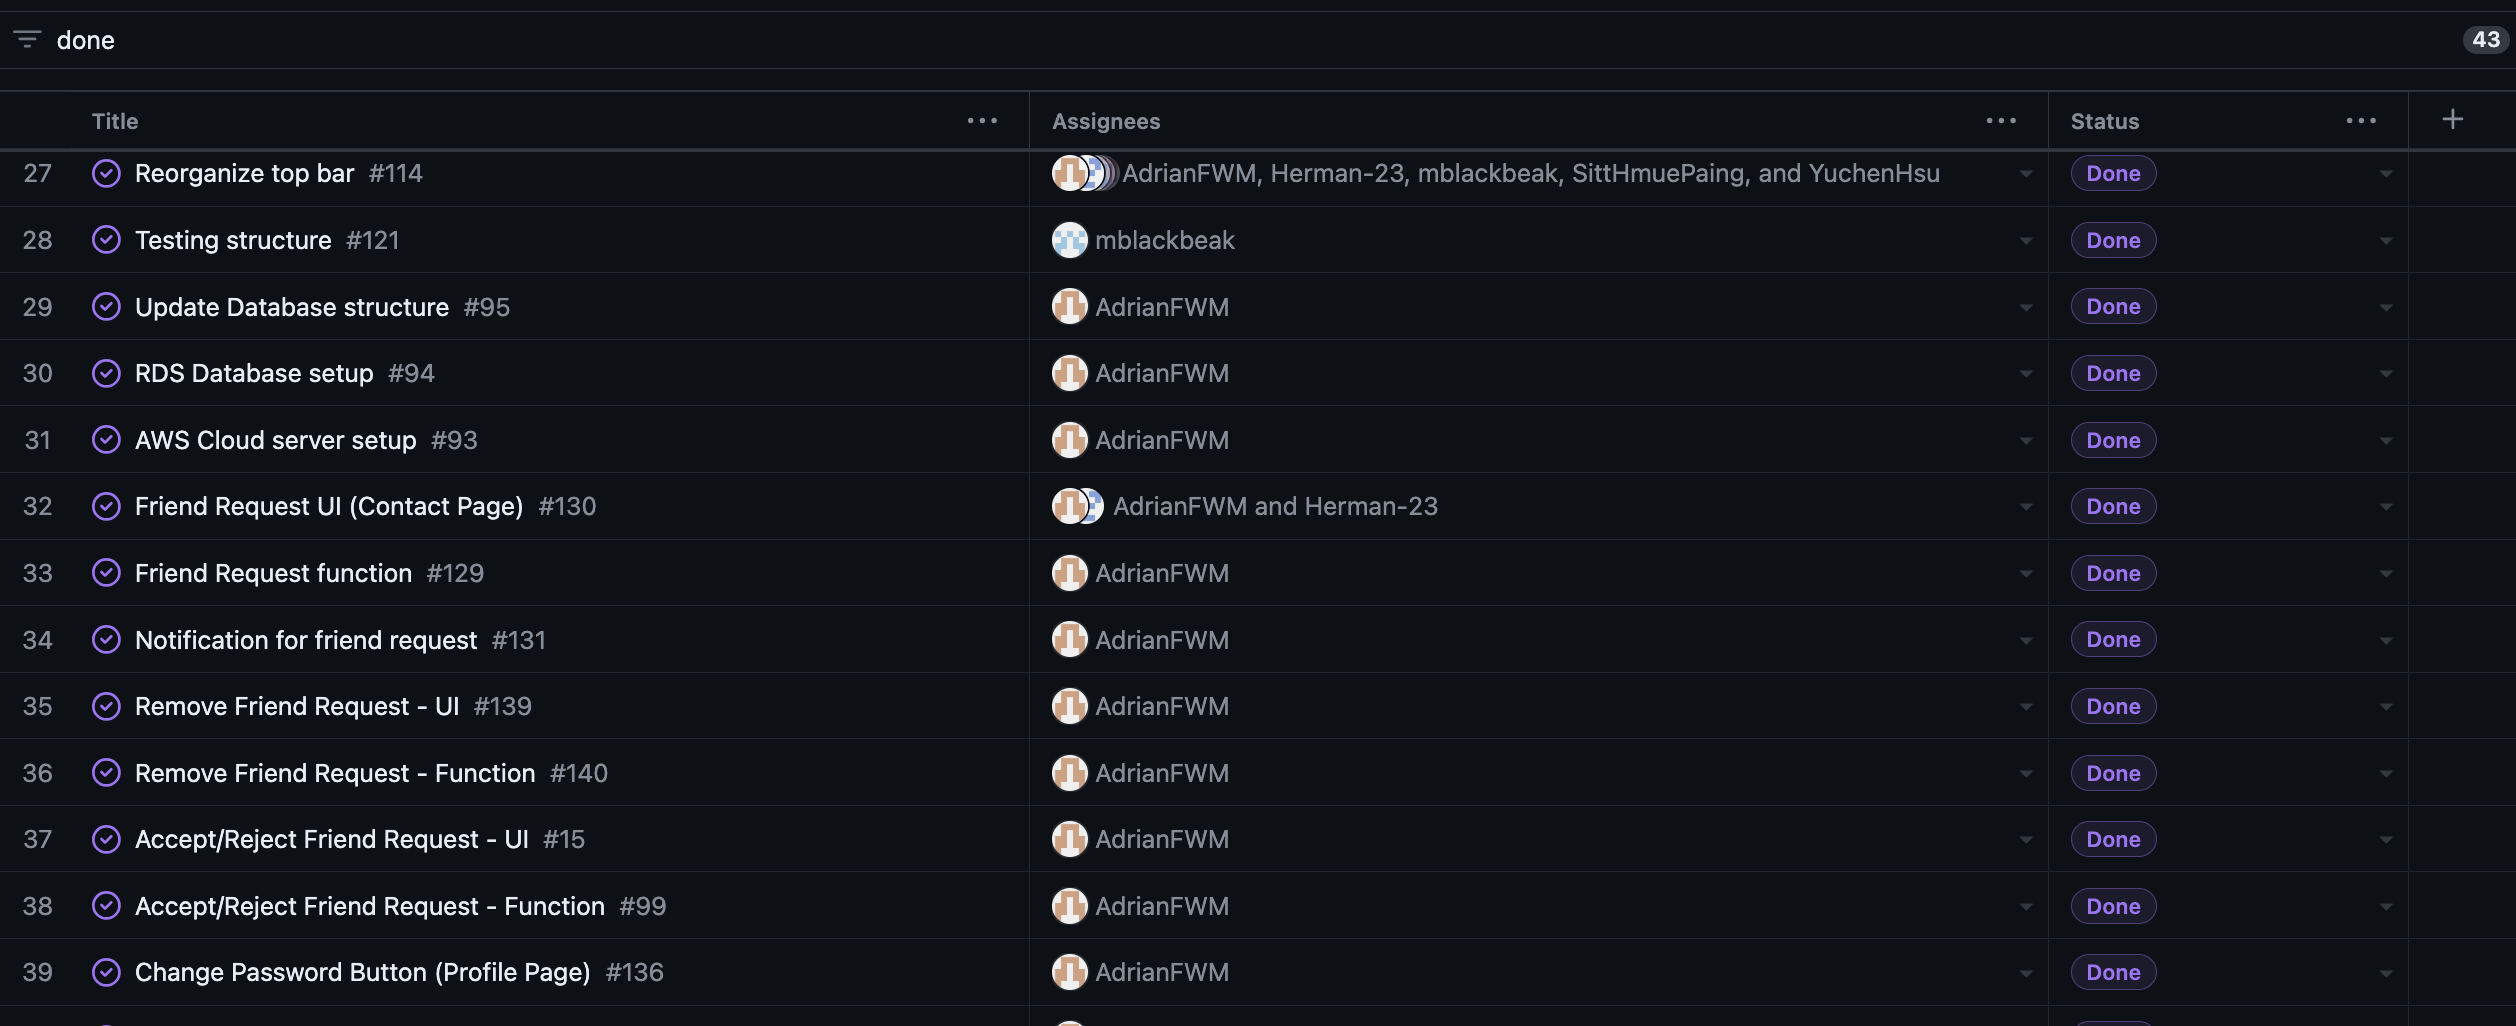 done 43
Title ... Assignees ... Status ... +
27 Reorganize top bar #114 AdrianFWM, Herman-23, mblackbeak, SittHmuePaing, and YuchenHsu Done
28 Testing structure #121 mblackbeak Done
29 Update Database structure #95 AdrianFWM Done
30 RDS Database setup #94 AdrianFWM Done
31 AWS Cloud server setup #93 AdrianFWM Done
32 Friend Request UI (Contact Page) #130 AdrianFWM and Herman-23 Done
33 Friend Request function #129 AdrianFWM Done
34 Notification for friend request #131 AdrianFWM Done
35 Remove Friend Request - UI #139 AdrianFWM Done
36 Remove Friend Request - Function #140 AdrianFWM Done
37 Accept/Reject Friend Request - UI #15 AdrianFWM Done
38 Accept/Reject Friend Request - Function #99 AdrianFWM Done
39 Change Password Button (Profile Page) #136 AdrianFWM Done